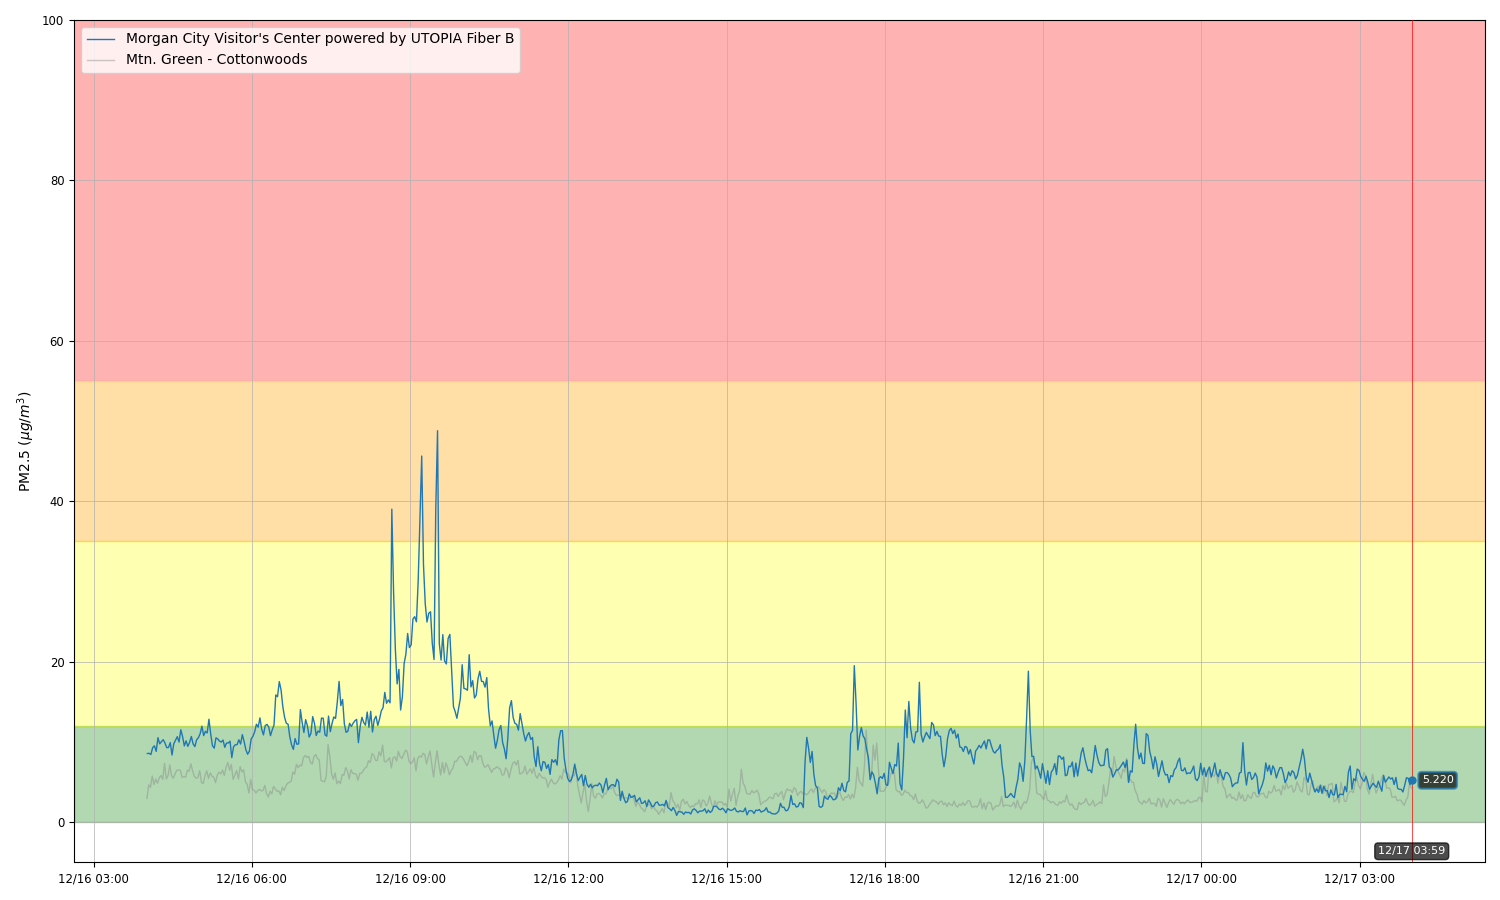 100
80
60
40
20
0
PM2.5 (µg/m³)
Morgan City Visitor's Center powered by UTOPIA Fiber B
Mtn. Green - Cottonwoods
5.220
12/17 03:59
12/16 03:00 12/16 06:00 12/16 09:00 12/16 12:00 12/16 15:00 12/16 18:00 12/16 21:00 12/17 00:00 12/17 03:00